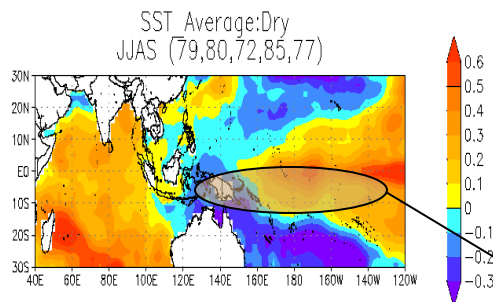 SST Average:Dry
JJAS (79,80,72,85,77)
30N
20N
10N
EQ
10S
20S
30S
40E 60E 80E 100E 120E 140E 160E 180 160W 140W 120W
0.6
0.5
0.4
0.3
0.2
0.1
0
-0.1
-0.2
-0.3